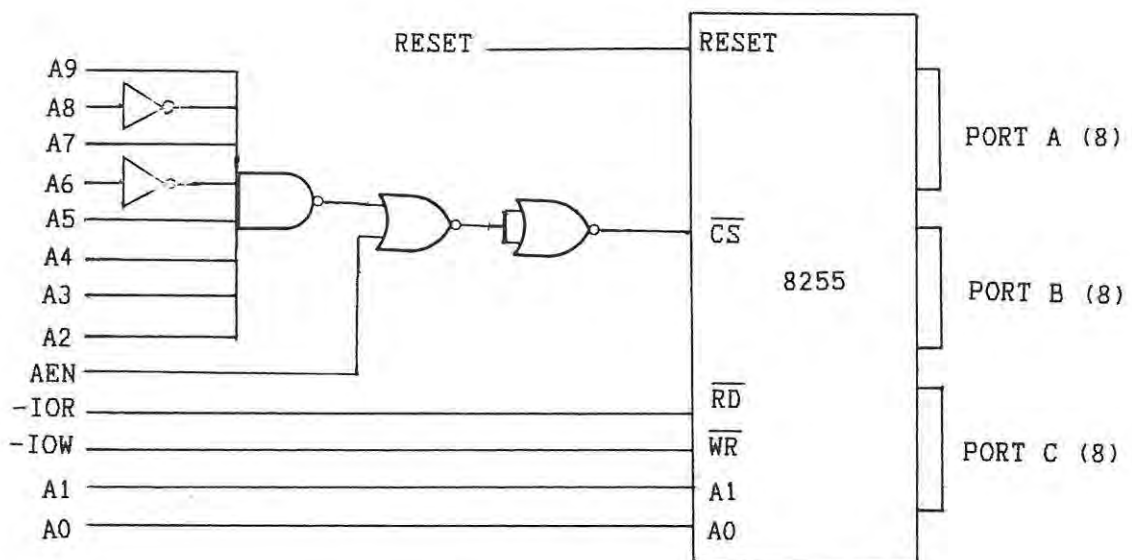 RESET
RESET
A9
A8
A7
A6
A5
A4
A3
A2
AEN
-IOR
-IOW
A1
A0
CS
8255
RD
WR
A1
A0
PORT A (8)
PORT B (8)
PORT C (8)